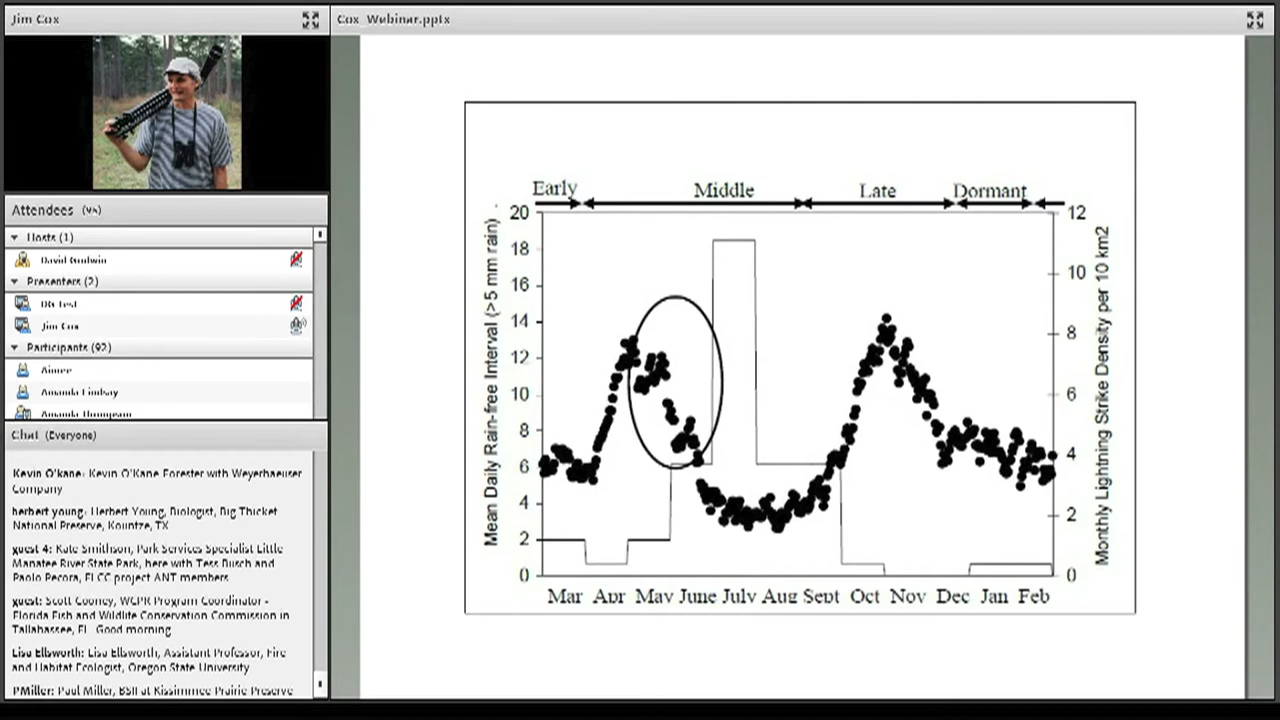 Jim Cox
Cox_Webinar.pptx
Attendees (95)
Hosts (1)
David Godwin
Presenters (2)
DG Test
Jim Cox
Participants (92)
Aimee
Amanda Lindsay
Amanda Thompson
Chat (Everyone)
Kevin O'kane: Kevin O'Kane Forester with Weyerhaeuser
Company
herbert young: Herbert Young, Biologist, Big Thicket
National Preserve, Kountze, TX
guest 4: Kate Smithson, Park Services Specialist Little
Manatee River State Park, here with Tess Busch and
Paolo Pecora, FLCC project ANT members
guest: Scott Cooney, WCPR Program Coordinator -
Florida Fish and Wildlife Conservation Commission in
Tallahassee, FL Good morning
Lisa Ellsworth: Lisa Ellsworth, Assistant Professor, Fire
and Habitat Ecologist, Oregon State University
PMiller: Paul Miller, BSII at Kissimmee Prairie Preserve
Early Middle Late Dormant
Mean Daily Rain-free Interval (>5 mm rain)
20
18
16
14
12
10
8
6
4
2
0
12
10
8
6
4
2
0
Monthly Lightning Strike Density per 10 km2
Mar Apr May June July Aug Sept Oct Nov Dec Jan Feb